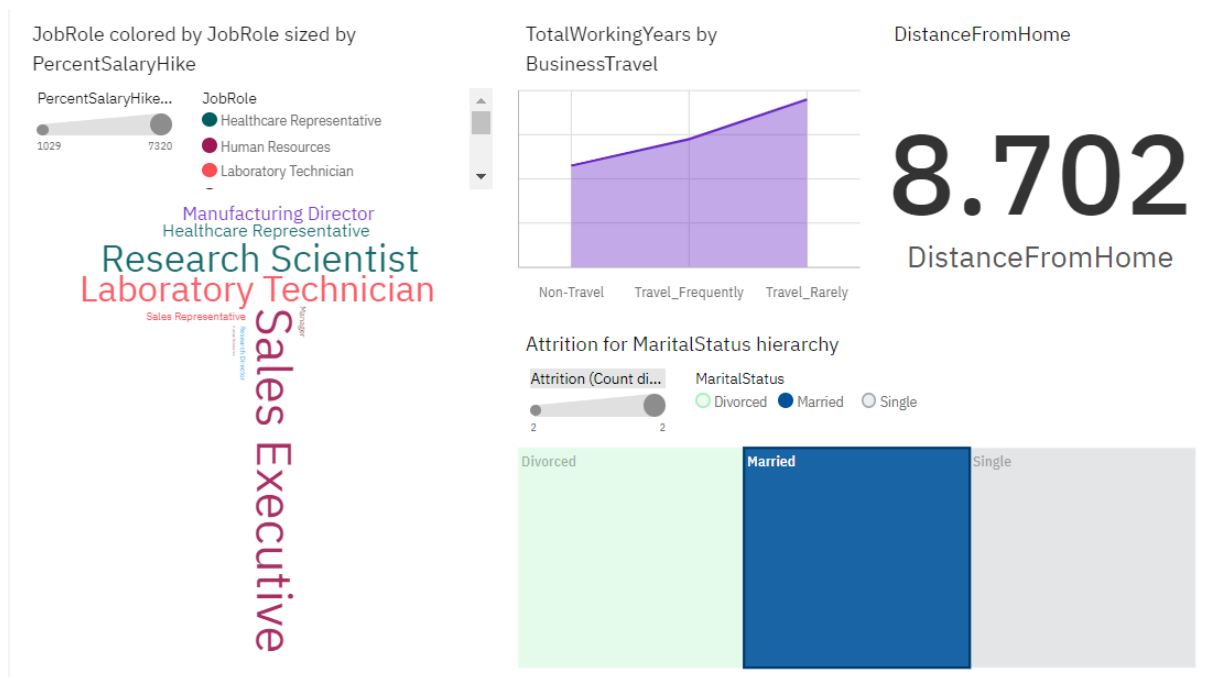 JobRole colored by JobRole sized by
PercentSalaryHike
PercentSalaryHike...
1029
7320
JobRole
Healthcare Representative
Human Resources
Laboratory Technician
Manufacturing Director
Healthcare Representative
Research Scientist
Laboratory Technician
Sales Representative
Manager
Research Director
Sales Executive
TotalWorkingYears by
BusinessTravel
Non-Travel
Travel_Frequently
Travel_Rarely
DistanceFromHome
8.702
DistanceFromHome
Attrition for MaritalStatus hierarchy
Attrition (Count di...
2
2
MaritalStatus
Divorced
Married
Single
Divorced
Married
Single